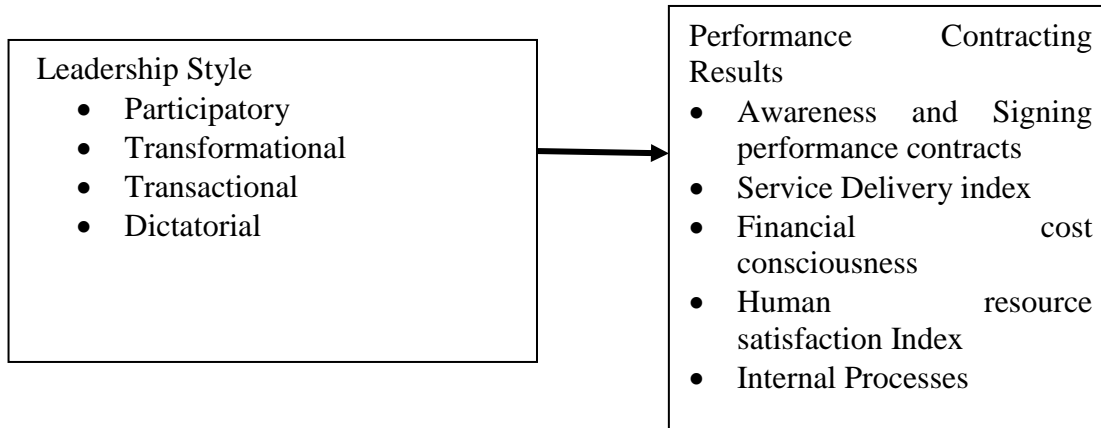 Leadership Style
• Participatory
• Transformational
• Transactional
• Dictatorial
Performance Contracting
Results
• Awareness and Signing
performance contracts
• Service Delivery index
• Financial cost
consciousness
• Human resource
satisfaction Index
• Internal Processes